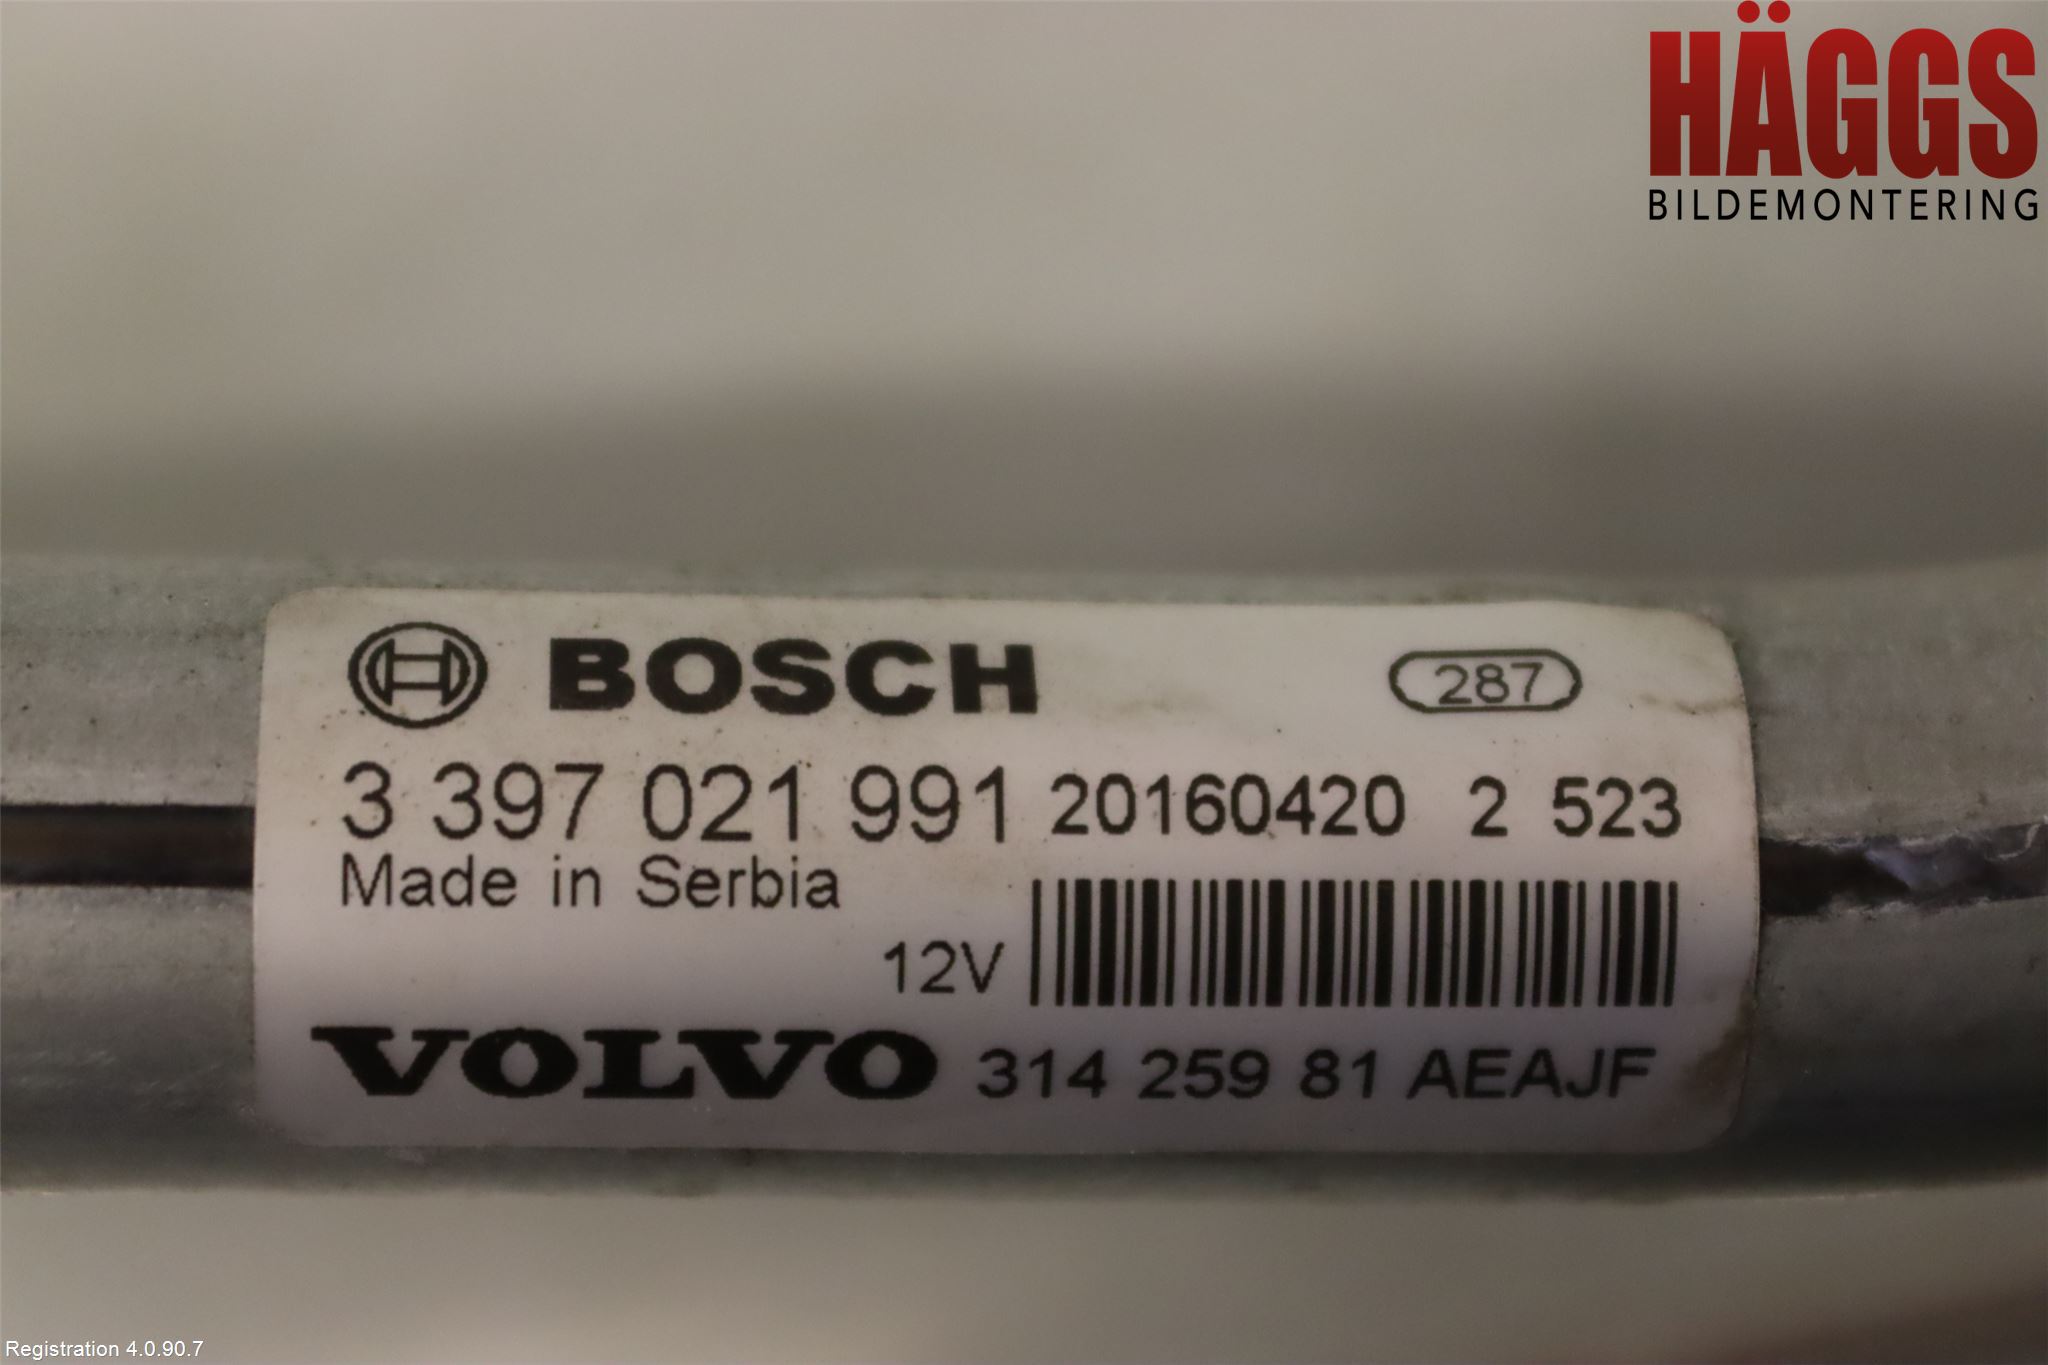 HÄGGS
BILDEMONTERING
BOSCH
287
3 397 021 991 20160420 2 523
Made in Serbia
12V
VOLVO 314 259 81 AEAJF
Registration 4.0.90.7